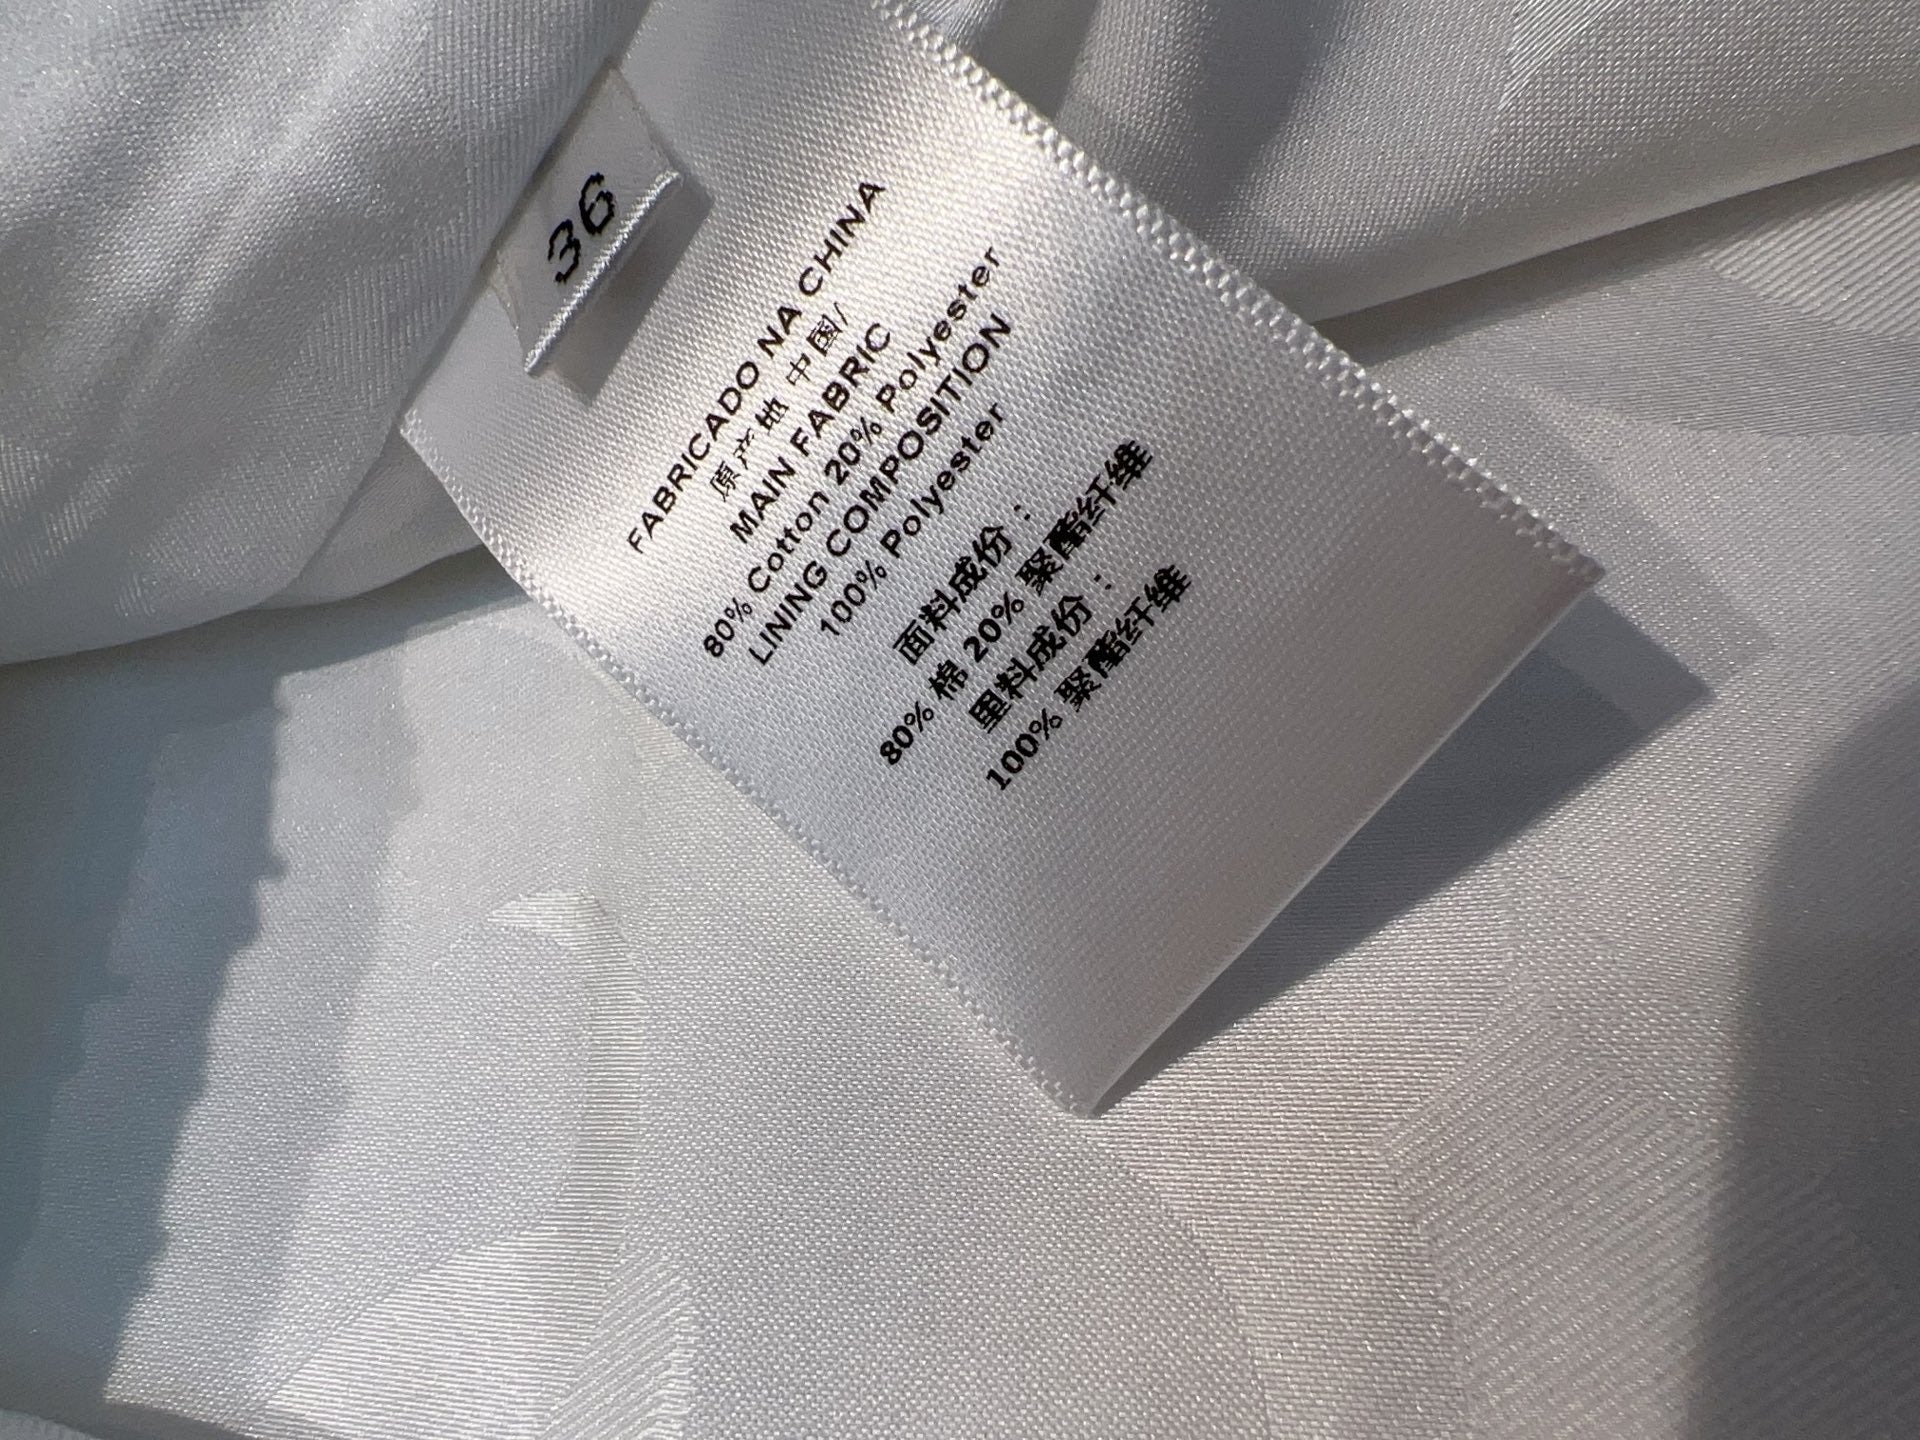 36
FABRICADO NA CHINA
原产地 中国/
MAIN FABRIC
80% Cotton 20% Polyester
LINING COMPOSITION
100% Polyester
面料成份：
80% 棉 20% 聚酯纤维
里料成份：
100% 聚酯纤维